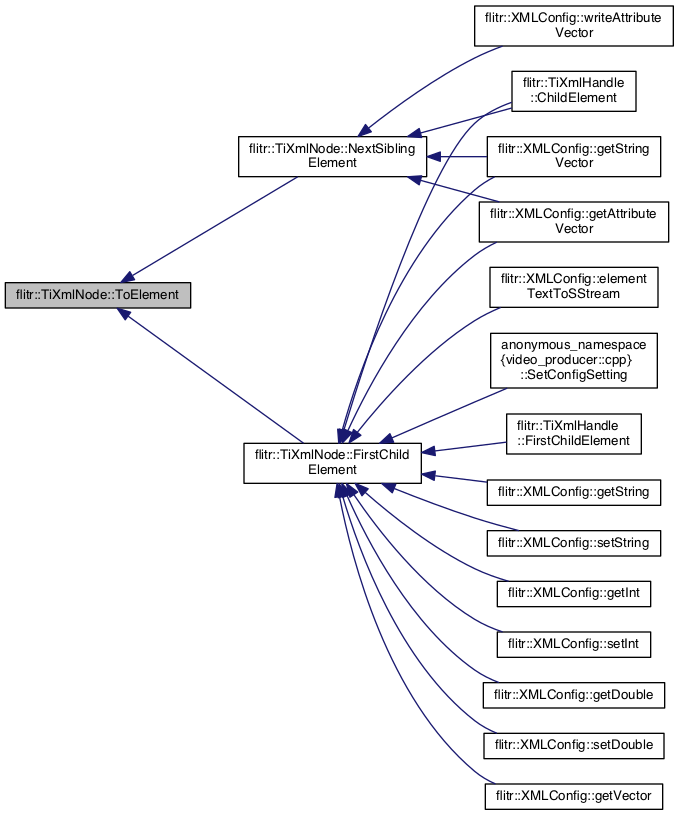 flitr::XMLConfig::writeAttribute
Vector
flitr::TiXmlHandle
::ChildElement
flitr::TiXmlNode::NextSibling
Element
flitr::XMLConfig::getString
Vector
flitr::XMLConfig::getAttribute
Vector
flitr::TiXmlNode::ToElement
flitr::XMLConfig::element
TextToSStream
anonymous_namespace
{video_producer::cpp}
::SetConfigSetting
flitr::TiXmlHandle
::FirstChildElement
flitr::TiXmlNode::FirstChild
Element
flitr::XMLConfig::getString
flitr::XMLConfig::setString
flitr::XMLConfig::getInt
flitr::XMLConfig::setInt
flitr::XMLConfig::getDouble
flitr::XMLConfig::setDouble
flitr::XMLConfig::getVector